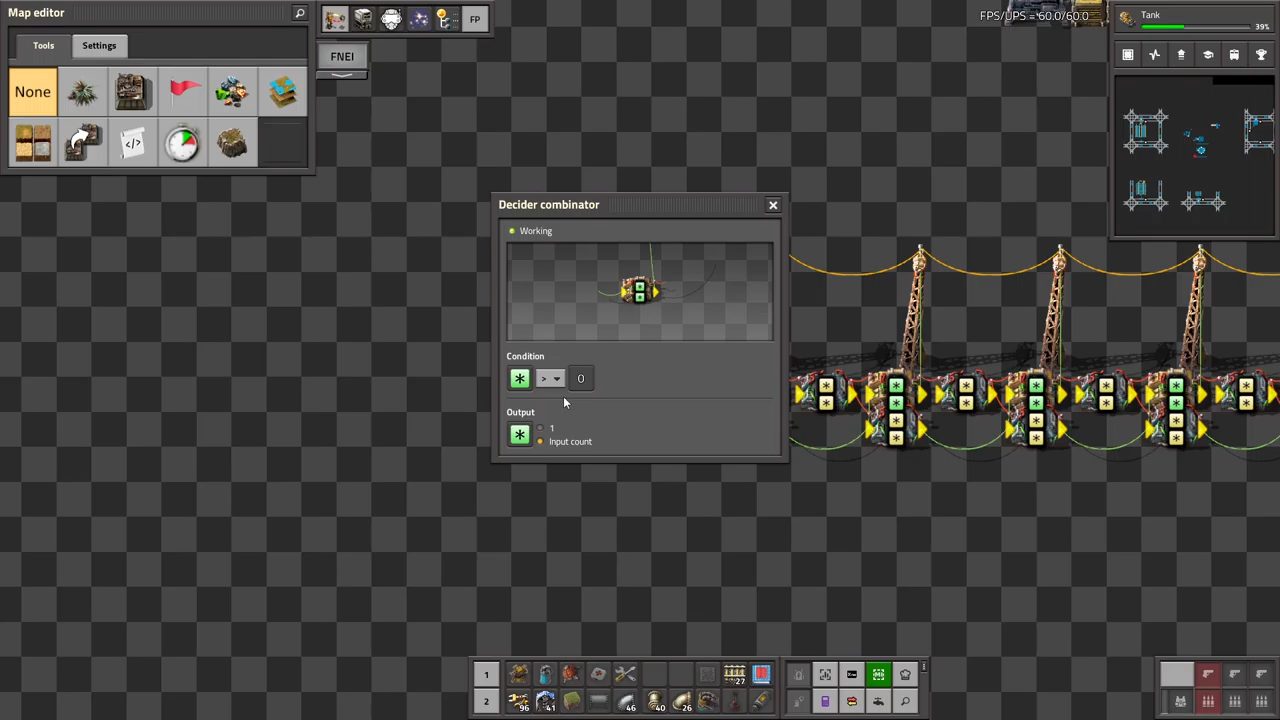 Map editor
Tools
Settings
None
</>
FP
FNEI
FPS/UPS = 60.0/60.0
Tank
39%
Decider combinator
Working
Condition
>
0
Output
1
Input count
1
27
2
96
41
46
40
26